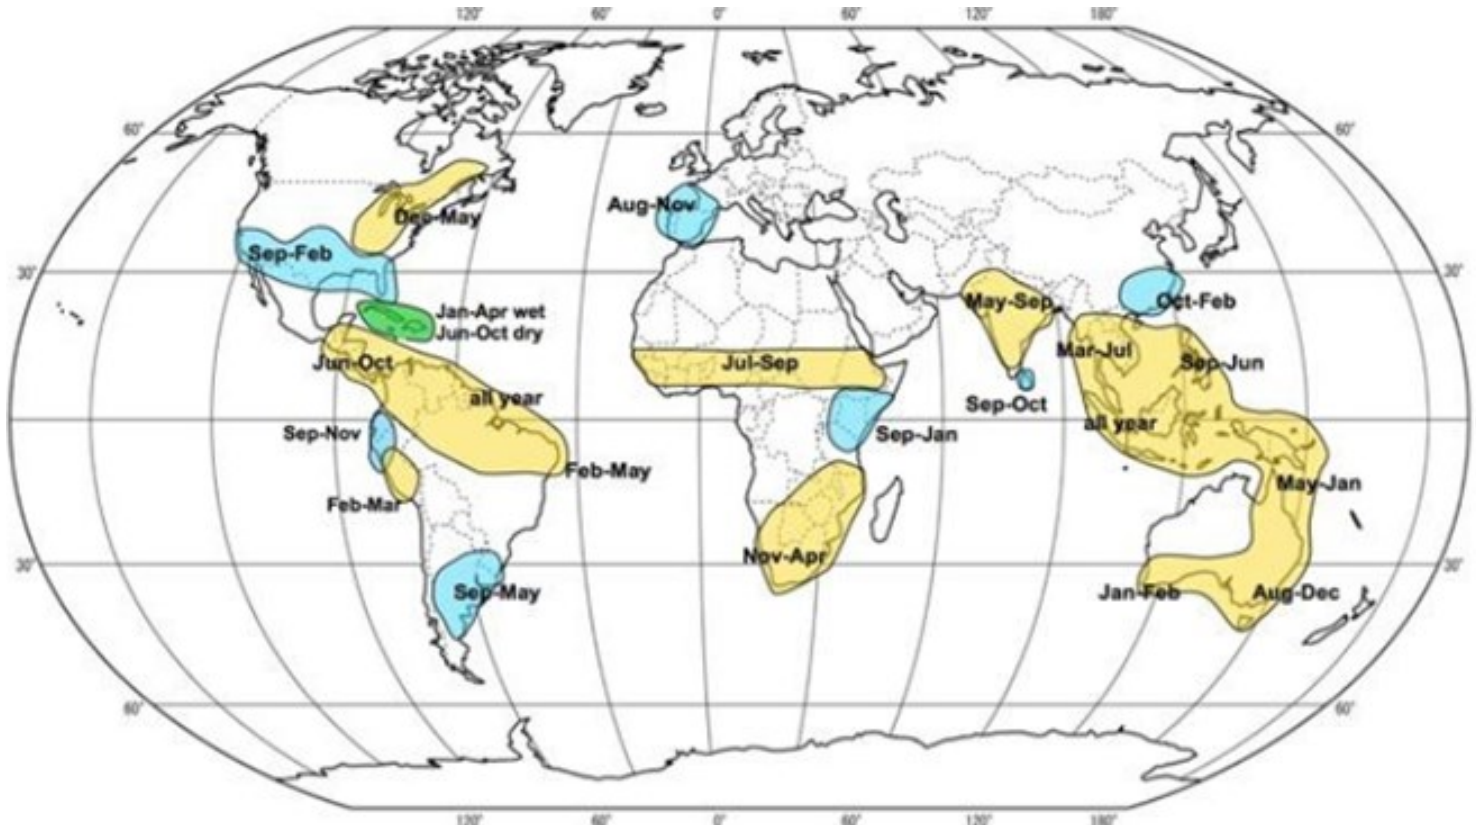 120° 60° 0° 60° 120° 180°
60° 60°
Aug-Nov
Dec-May
Sep-Feb
30° 30°
May-Sep
Oct-Feb
Jan-Apr wet
Jun-Oct dry
Mar-Jul
Jun-Oct
Jul-Sep
Sep-Jun
all year
Sep-Oct
all year
Sep-Nov
Sep-Jan
Feb-May
May-Jan
Feb-Mar
Nov-Apr
30° 30°
Sep-May
Jan-Feb
Aug-Dec
60° 60°
120° 60° 0° 60° 120° 180°